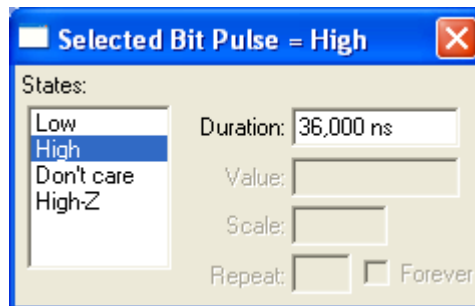 Selected Bit Pulse = High
States:
Low
High
Don't care
High-Z
Duration: 36,000 ns
Value:
Scale:
Repeat: Forever